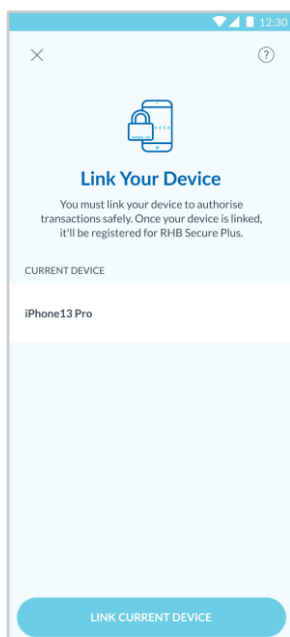 12:30
Link Your Device
You must link your device to authorise
transactions safely. Once your device is linked,
it'll be registered for RHB Secure Plus.
CURRENT DEVICE
iPhone13 Pro
LINK CURRENT DEVICE